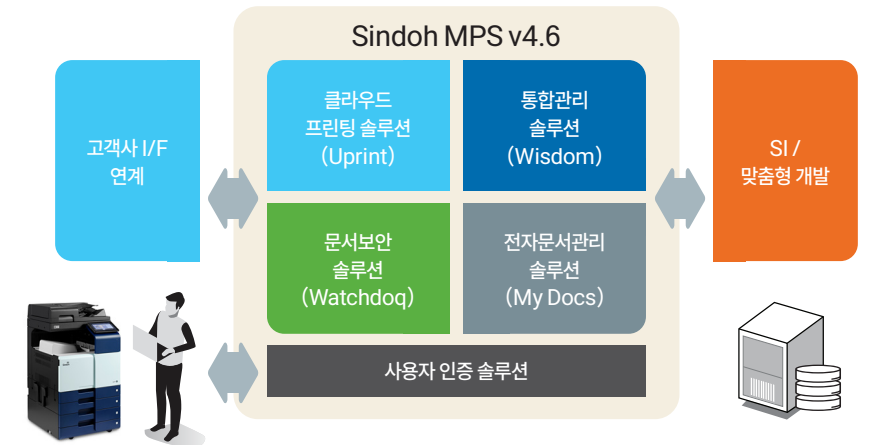 Sindoh MPS v4.6
고객사 I/F
연계
클라우드
프린팅 솔루션
(Uprint)
통합관리
솔루션
(Wisdom)
SI /
맞춤형 개발
문서보안
솔루션
(Watchdoq)
전자문서관리
솔루션
(My Docs)
사용자 인증 솔루션